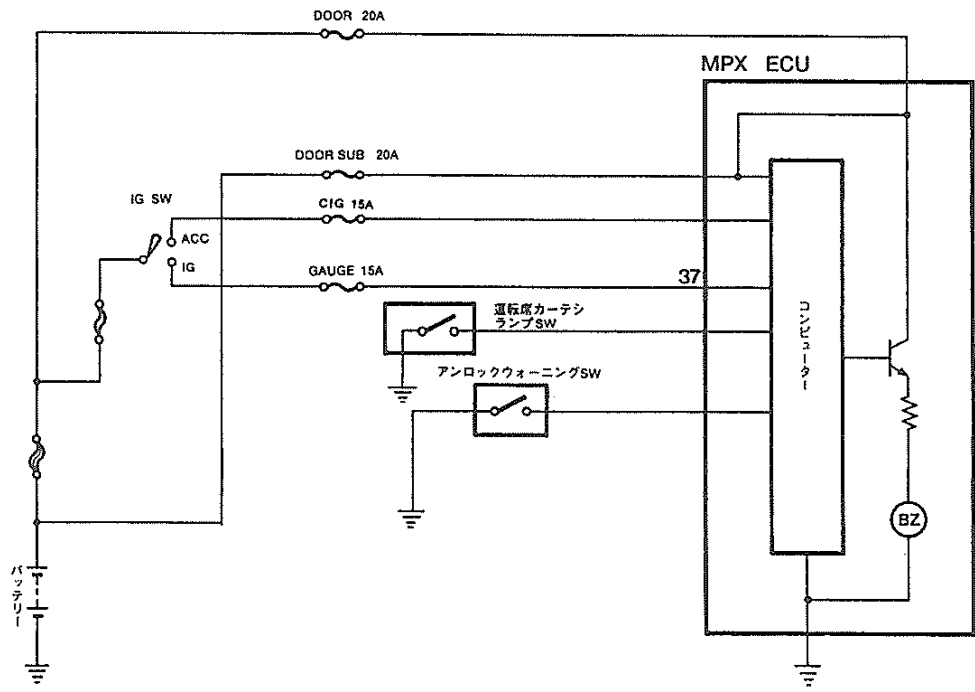 DOOR 20A
MPX ECU
DOOR SUB 20A
IG SW
CIG 15A
ACC
IG
GAUGE 15A
37
運転席カーテシ
ランプSW
アンロックウォーニングSW
コンピューター
BZ
バッテリー